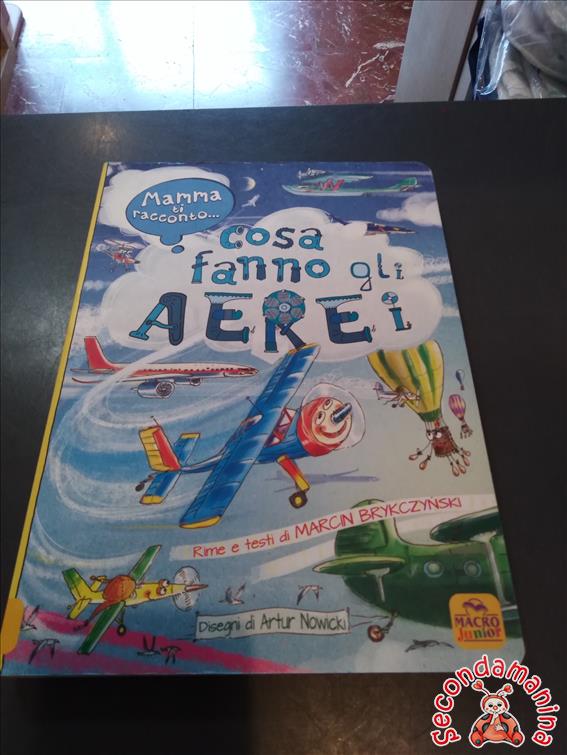 Mamma
ti
racconto...
cosa
fanno gli
AEREi
Rime e testi di MARCIN BRYKCZYNSKI
Disegni di Artur Nowicki
MACRO
Junior
Secondamanina